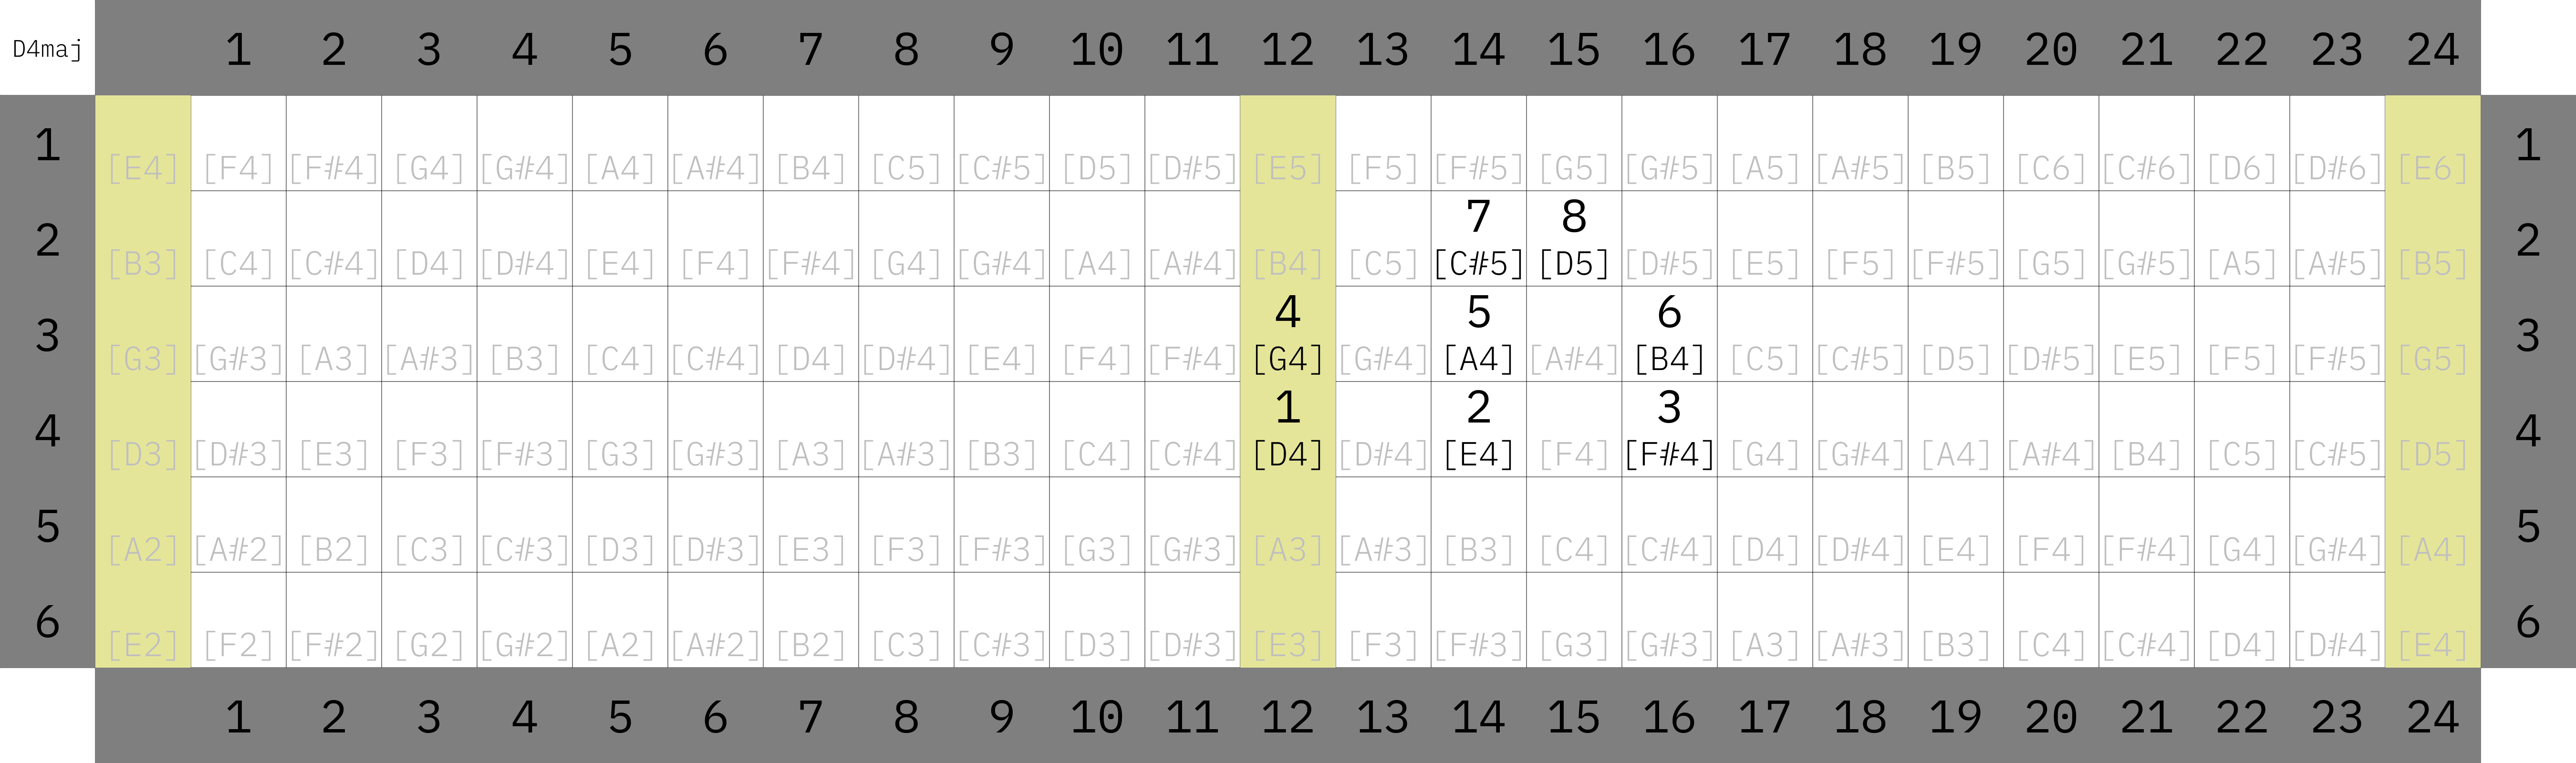 D4maj 1 2 3 4 5 6 7 8 9 10 11 12 13 14 15 16 17 18 19 20 21 22 23 24
1 [E4] [F4] [F#4] [G4] [G#4] [A4] [A#4] [B4] [C5] [C#5] [D5] [D#5] [E5] [F5] [F#5] [G5] [G#5] [A5] [A#5] [B5] [C6] [C#6] [D6] [D#6] [E6] 1
7 8
2 [B3] [C4] [C#4] [D4] [D#4] [E4] [F4] [F#4] [G4] [G#4] [A4] [A#4] [B4] [C5] [C#5] [D5] [D#5] [E5] [F5] [F#5] [G5] [G#5] [A5] [A#5] [B5] 2
4 5 6
3 [G3] [G#3] [A3] [A#3] [B3] [C4] [C#4] [D4] [D#4] [E4] [F4] [F#4] [G4] [G#4] [A4] [A#4] [B4] [C5] [C#5] [D5] [D#5] [E5] [F5] [F#5] [G5] 3
1 2 3
4 [D3] [D#3] [E3] [F3] [F#3] [G3] [G#3] [A3] [A#3] [B3] [C4] [C#4] [D4] [D#4] [E4] [F4] [F#4] [G4] [G#4] [A4] [A#4] [B4] [C5] [C#5] [D5] 4
5 [A2] [A#2] [B2] [C3] [C#3] [D3] [D#3] [E3] [F3] [F#3] [G3] [G#3] [A3] [A#3] [B3] [C4] [C#4] [D4] [D#4] [E4] [F4] [F#4] [G4] [G#4] [A4] 5
6 [E2] [F2] [F#2] [G2] [G#2] [A2] [A#2] [B2] [C3] [C#3] [D3] [D#3] [E3] [F3] [F#3] [G3] [G#3] [A3] [A#3] [B3] [C4] [C#4] [D4] [D#4] [E4] 6
1 2 3 4 5 6 7 8 9 10 11 12 13 14 15 16 17 18 19 20 21 22 23 24